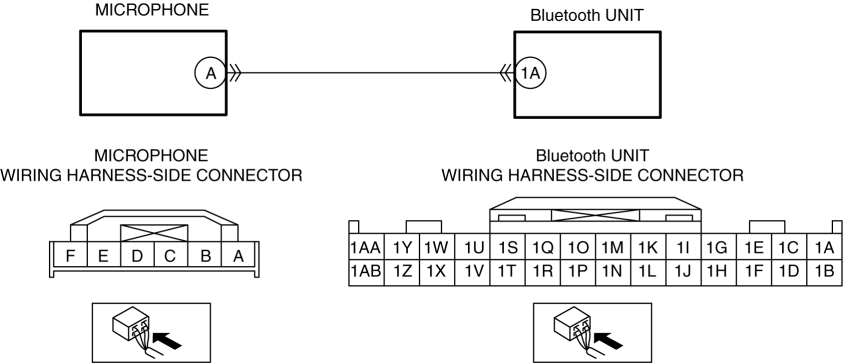 MICROPHONE
Bluetooth UNIT
A
1A
MICROPHONE
WIRING HARNESS-SIDE CONNECTOR
Bluetooth UNIT
WIRING HARNESS-SIDE CONNECTOR
F E D C B A
1AA 1Y 1W 1U 1S 1Q 1O 1M 1K 1I 1G 1E 1C 1A
1AB 1Z 1X 1V 1T 1R 1P 1N 1L 1J 1H 1F 1D 1B